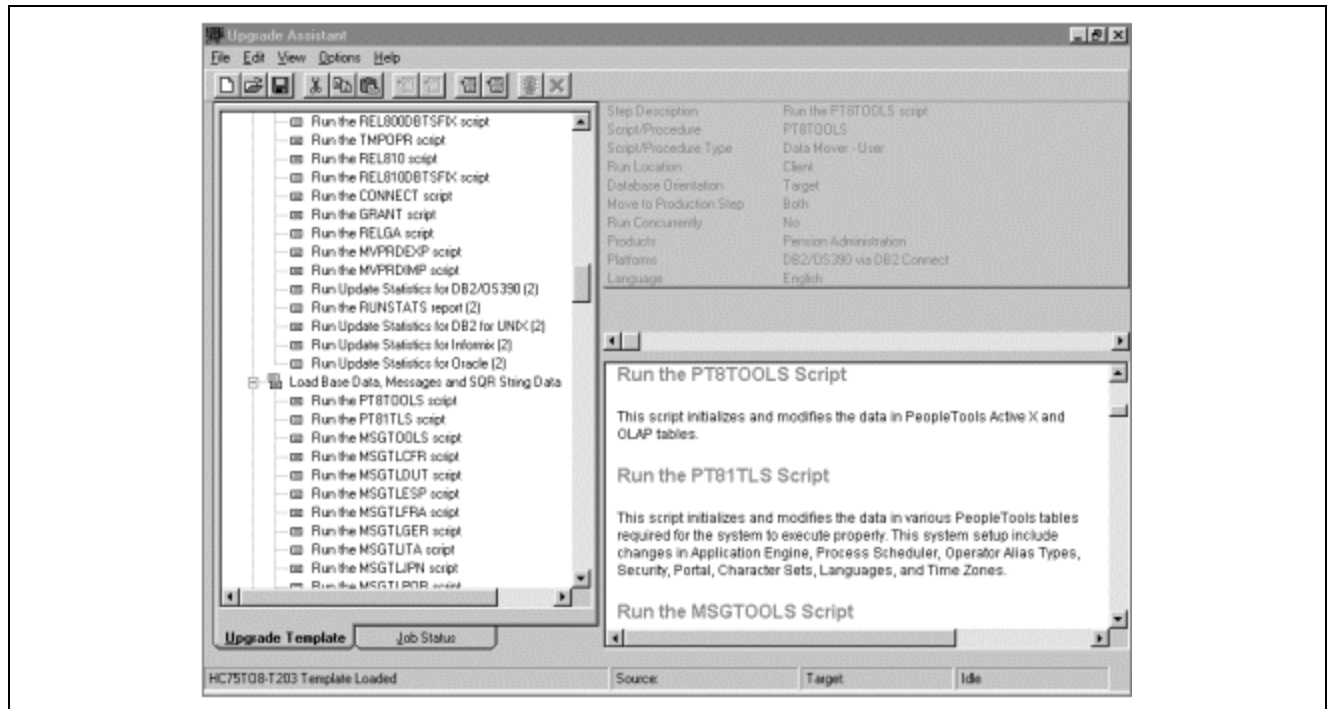 Upgrade Assistant
File Edit View Options Help
Run the REL800DBTSFIX script
Run the TMPOPR script
Run the REL810 script
Run the REL810DBTSFIX script
Run the CONNECT script
Run the GRANT script
Run the RELGA script
Run the MVPRDEXP script
Run the MVPRDIMP script
Run Update Statistics for DB2/OS390 (2)
Run the RUNSTATS report (2)
Run Update Statistics for DB2 for UNIX (2)
Run Update Statistics for Informix (2)
Run Update Statistics for Oracle (2)
Load Base Data, Messages and SQR String Data
Run the PT8TOOLS script
Run the PT81TLS script
Run the MSGTOOLS script
Run the MSGTLCFR script
Run the MSGTLDUT script
Run the MSGTLESP script
Run the MSGTLFRA script
Run the MSGTLGER script
Run the MSGTLITA script
Run the MSGTLJPN script
Run the MSGTLPOR script
Upgrade Template
Job Status
Step Description Run the PT8TOOLS script
Script/Procedure PT8TOOLS
Script/Procedure Type Data Mover - User
Run Location Client
Database Orientation Target
Move to Production Step Both
Run Concurrently No
Products Pension Administration
Platforms DB2/OS390 via DB2 Connect
Language English
Run the PT8TOOLS Script
This script initializes and modifies the data in PeopleTools Active X and
OLAP tables.
Run the PT81TLS Script
This script initializes and modifies the data in various PeopleTools tables
required for the system to execute properly. This system setup include
changes in Application Engine, Process Scheduler, Operator Alias Types,
Security, Portal, Character Sets, Languages, and Time Zones.
Run the MSGTOOLS Script
HC75TO8-T203 Template Loaded
Source:
Target:
Idle